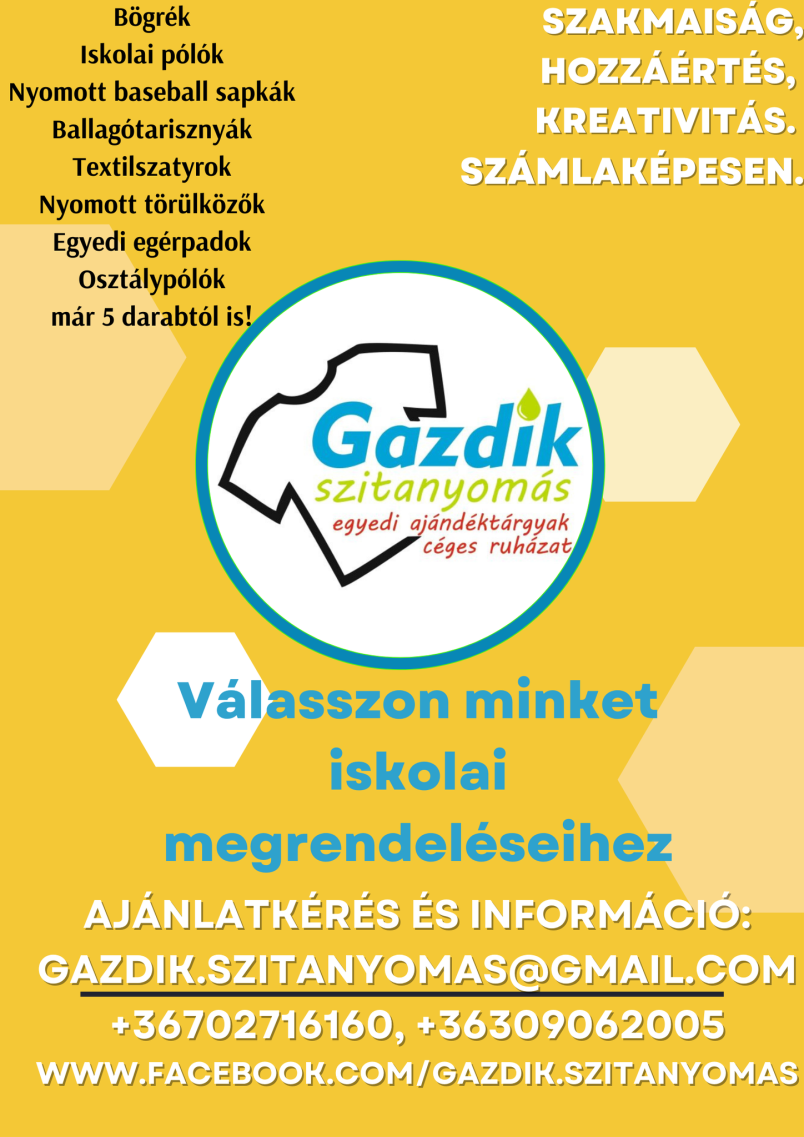 Bögrék
Iskolai pólók
Nyomott baseball sapkák
Ballagótarisznyák
Textilszatyrok
Nyomott törülközők
Egyedi egérpadok
Osztálypólók
már 5 darabtól is!
SZAKMAISÁG,
HOZZÁÉRTÉS,
KREATIVITÁS.
SZÁMLAKÉPESEN.
Gazdik
szitanyomás
egyedi ajándéktárgyak
céges ruházat
Válasszon minket
iskolai
megrendeléseihez
AJÁNLATKÉRÉS ÉS INFORMÁCIÓ:
GAZDIK.SZITANYOMAS@GMAIL.COM
+36702716160, +36309062005
WWW.FACEBOOK.COM/GAZDIK.SZITANYOMAS